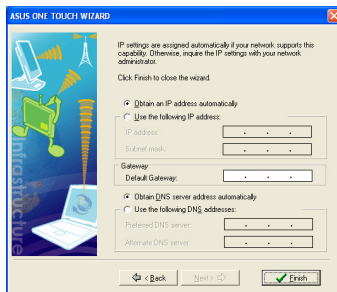 ASUS ONE TOUCH WIZARD
IP settings are assigned automatically if your network supports this
capability. Otherwise, inquire the IP settings with your network
administrator.
Click Finish to close the wizard.
Obtain an IP address automatically
Use the following IP address:
IP address:
Subnet mask:
Gateway
Default Gateway:
Obtain DNS server address automatically
Use the following DNS addresses:
Preferred DNS server:
Alternate DNS server:
Infrastructure
< Back
Next >
Finish